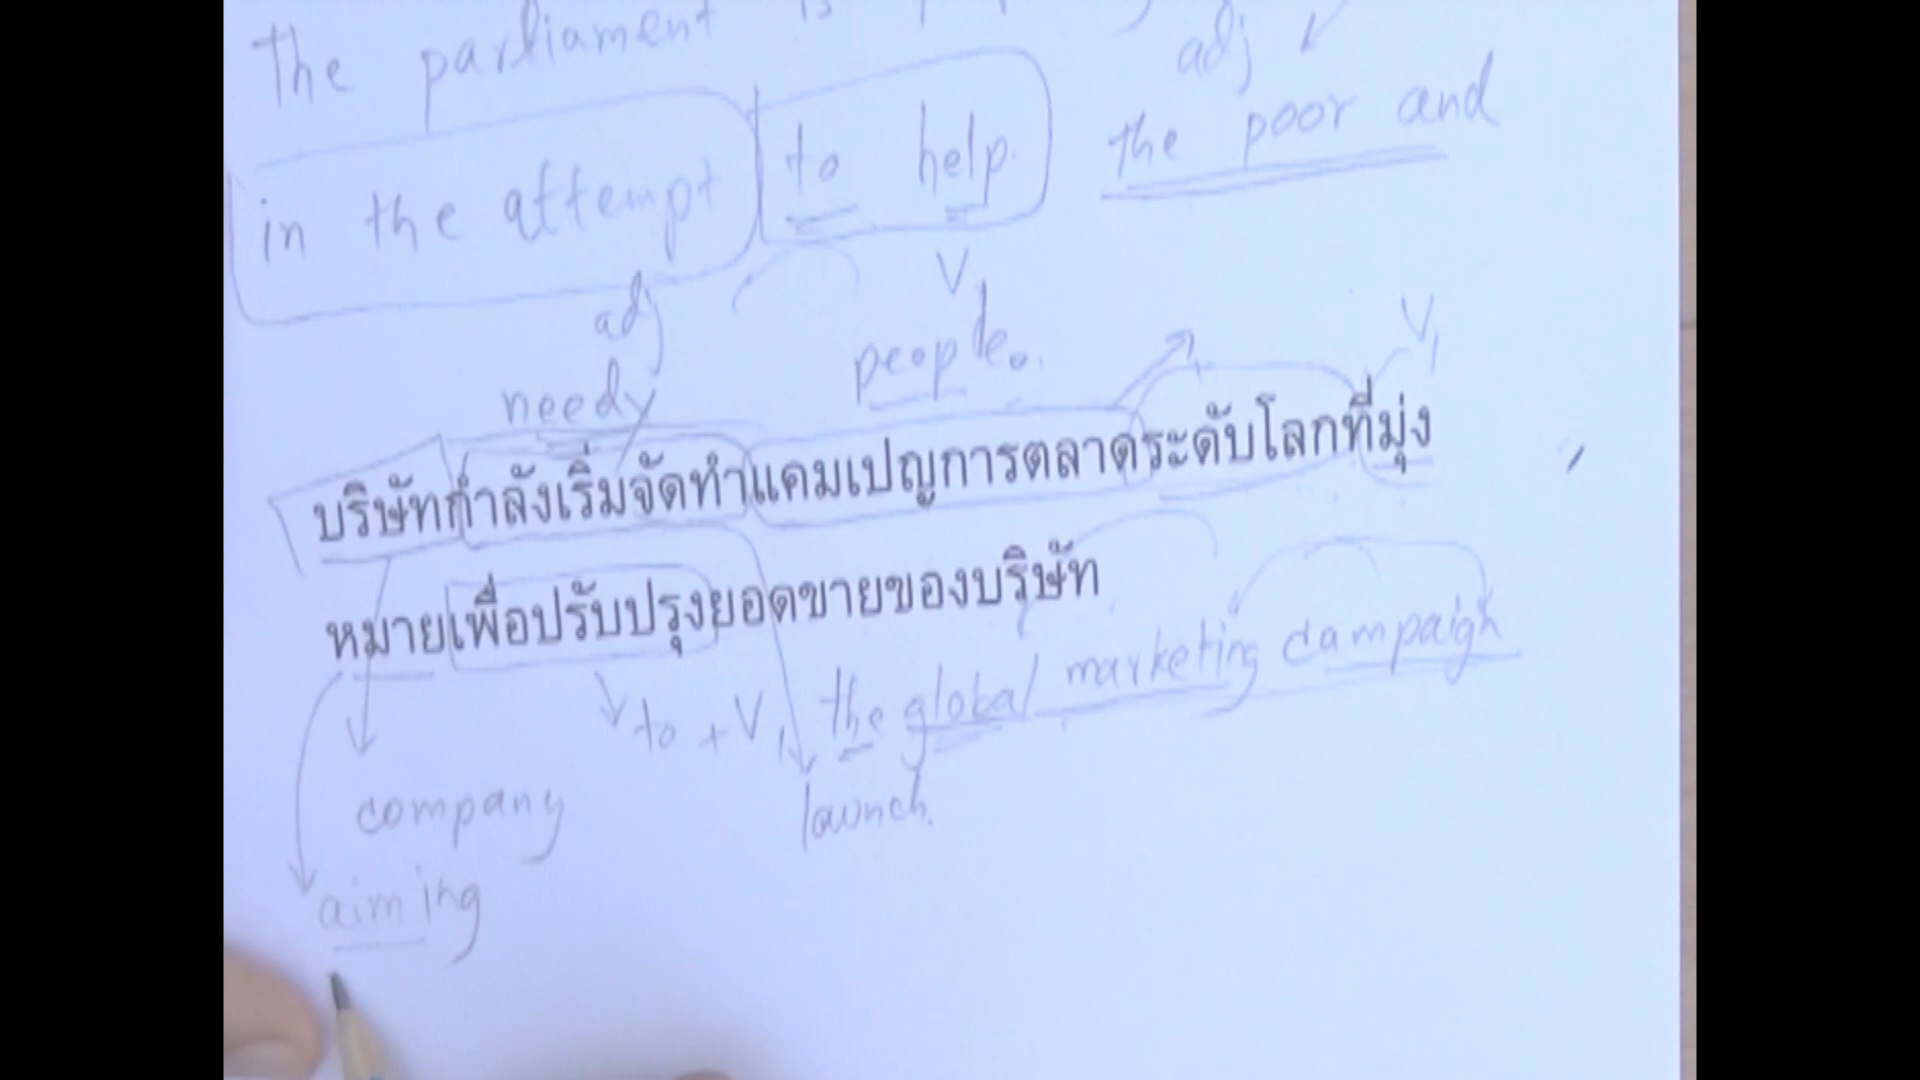 the parliament is
adj
in the attempt to help the poor and
V
adj
needy people.
V1
บริษัทกำลังเริ่มจัดทำแคมเปญการตลาดระดับโลกที่มุ่ง
หมายเพื่อปรับปรุงยอดขายของบริษัท
to + V1 the global marketing campaign
company launch.
aiming